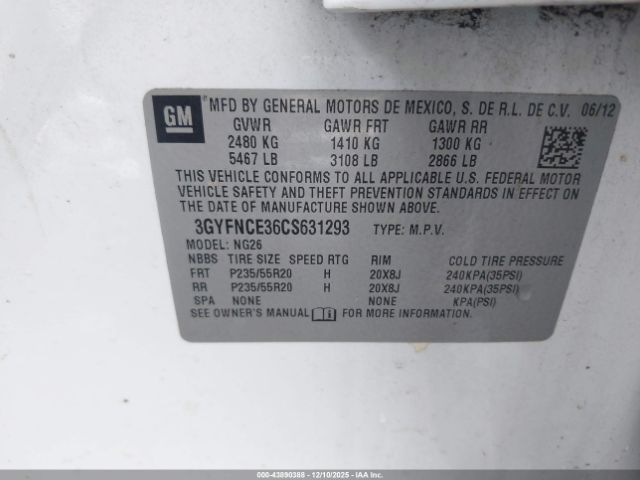 GM
MFD BY GENERAL MOTORS DE MEXICO, S. DE R.L. DE C.V. 06/12
GVWR GAWR FRT GAWR RR
2480 KG 1410 KG 1300 KG
5467 LB 3108 LB 2866 LB
THIS VEHICLE CONFORMS TO ALL APPLICABLE U.S. FEDERAL MOTOR
VEHICLE SAFETY AND THEFT PREVENTION STANDARDS IN EFFECT ON
THE DATE OF MANUFACTURE SHOWN ABOVE.
3GYFNCE36CS631293 TYPE: M.P.V.
MODEL: NG26
NBBS TIRE SIZE SPEED RTG RIM COLD TIRE PRESSURE
FRT P235/55R20 H 20X8J 240KPA(35PSI)
RR P235/55R20 H 20X8J 240KPA(35PSI)
SPA NONE NONE KPA(PSI)
SEE OWNER'S MANUAL FOR MORE INFORMATION.
000-43890388 - 12/10/2025 - IAA, Inc.